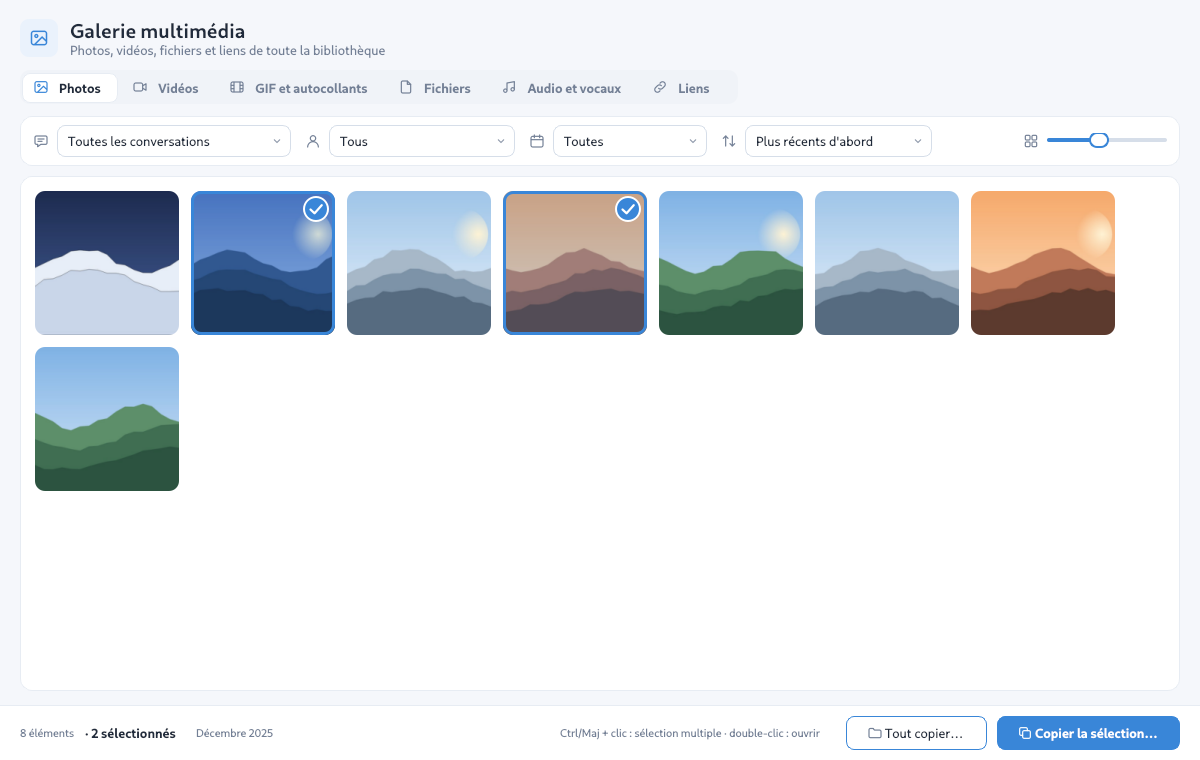 Galerie multimédia
Photos, vidéos, fichiers et liens de toute la bibliothèque
Photos Vidéos GIF et autocollants Fichiers Audio et vocaux Liens
Toutes les conversations Tous Toutes Plus récents d'abord
8 éléments · 2 sélectionnés Décembre 2025 Ctrl/Maj + clic : sélection multiple · double-clic : ouvrir Tout copier… Copier la sélection…